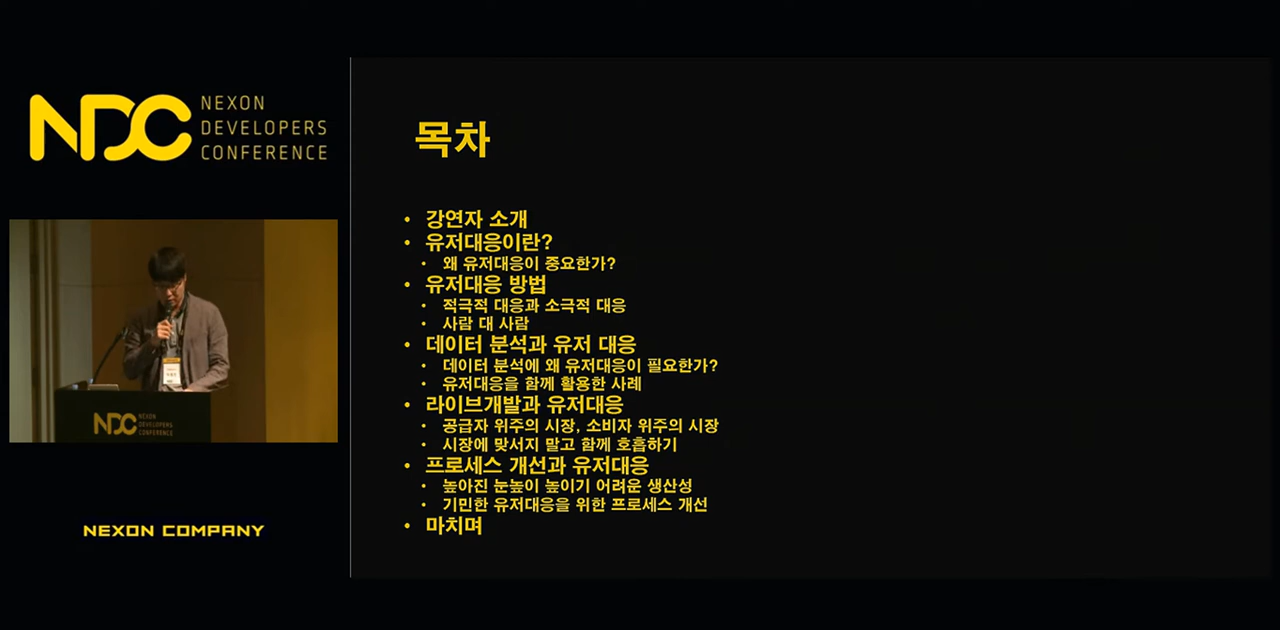 NDC
NEXON
DEVELOPERS
CONFERENCE
목차
• 강연자 소개
• 유저대응이란?
• 왜 유저대응이 중요한가?
• 유저대응 방법
• 적극적 대응과 소극적 대응
• 사람 대 사람
• 데이터 분석과 유저 대응
• 데이터 분석에 왜 유저대응이 필요한가?
• 유저대응을 함께 활용한 사례
• 라이브개발과 유저대응
• 공급자 위주의 시장, 소비자 위주의 시장
• 시장에 맞서지 말고 함께 호흡하기
• 프로세스 개선과 유저대응
• 높아진 눈높이 높이기 어려운 생산성
• 기민한 유저대응을 위한 프로세스 개선
• 마치며
NDC
NEXON
DEVELOPERS
CONFERENCE
NEXON COMPANY